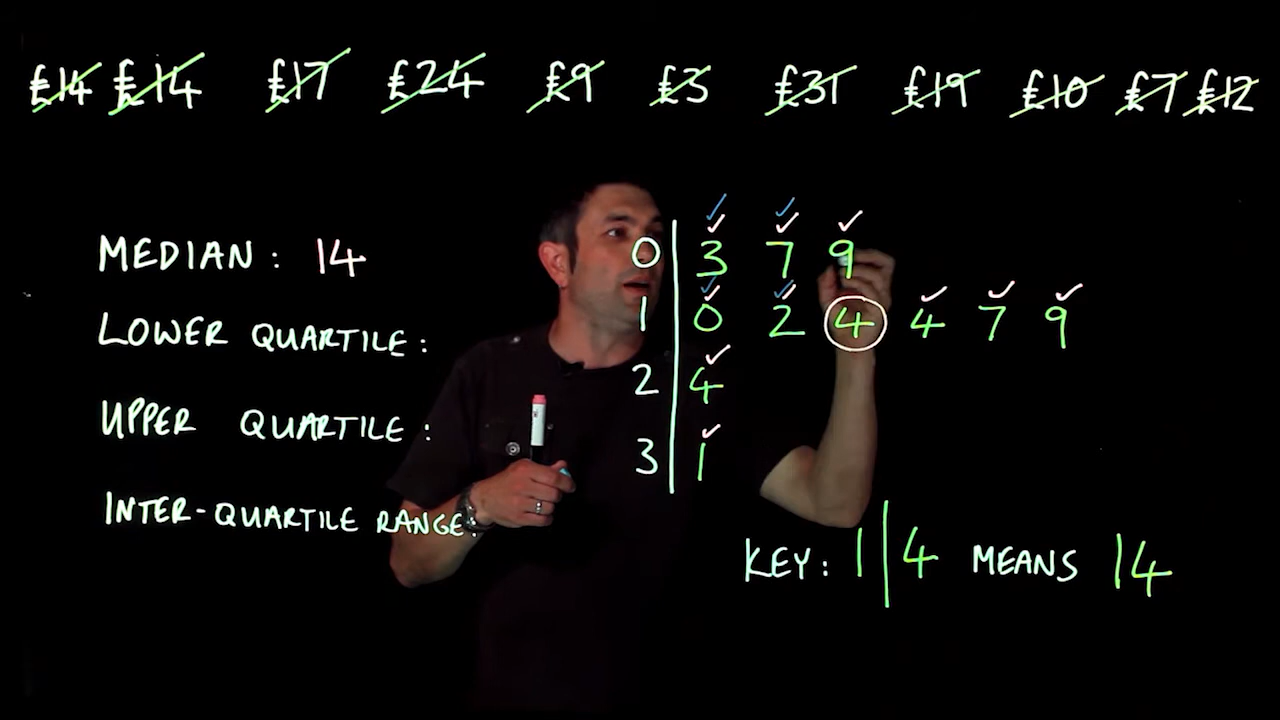 £14 £14 £17 £24 £9 £3 £31 £19 £10 £7 £12
MEDIAN: 14
LOWER QUARTILE:
UPPER QUARTILE:
INTER-QUARTILE RANGE:
0 | 3 7 9
1 | 0 2 4 4 7 9
2 | 4
3 | 1
KEY: 1 | 4 MEANS 14